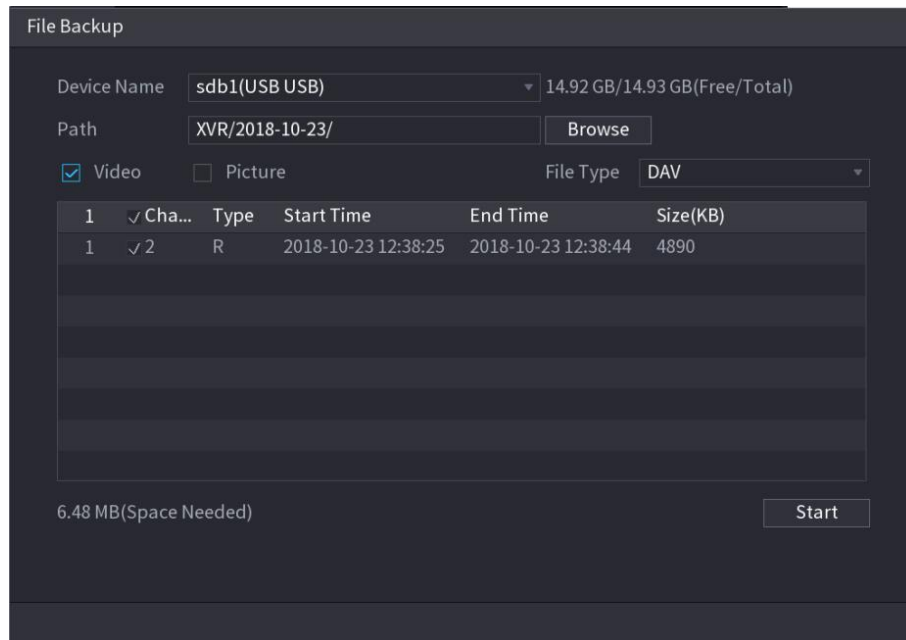 File Backup
Device Name sdb1(USB USB) 14.92 GB/14.93 GB(Free/Total)
Path XVR/2018-10-23/ Browse
Video Picture File Type DAV
1 Cha... Type Start Time End Time Size(KB)
1 2 R 2018-10-23 12:38:25 2018-10-23 12:38:44 4890
6.48 MB(Space Needed) Start